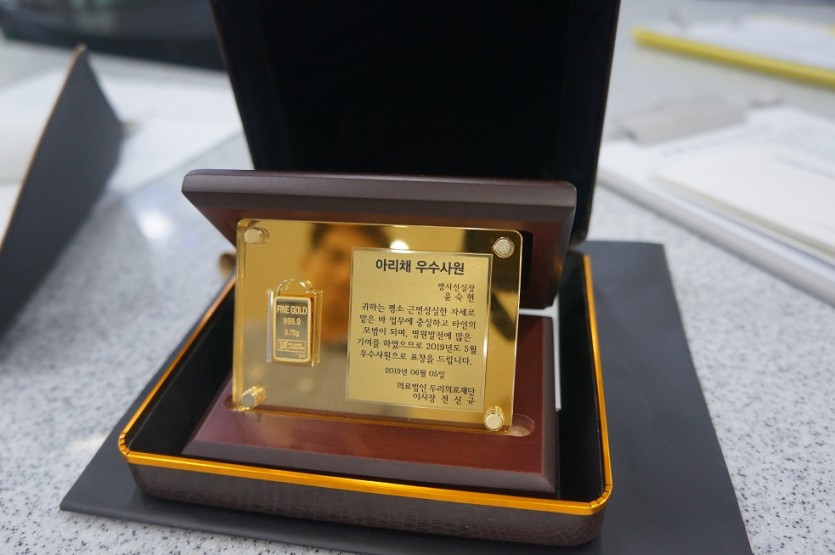 FINE GOLD
999.9
3.75g
아리채 우수사원
방사선실장
윤 숙 현
귀하는 평소 근면성실한 자세로
맡은 바 업무에 충실하고 타인의
모범이 되며, 병원발전에 많은
기여를 하였으므로 2019년도 5월
우수사원으로 표창을 드립니다.
2019년 06월 05일
의료법인 두리의료재단
이사장 전 신 규